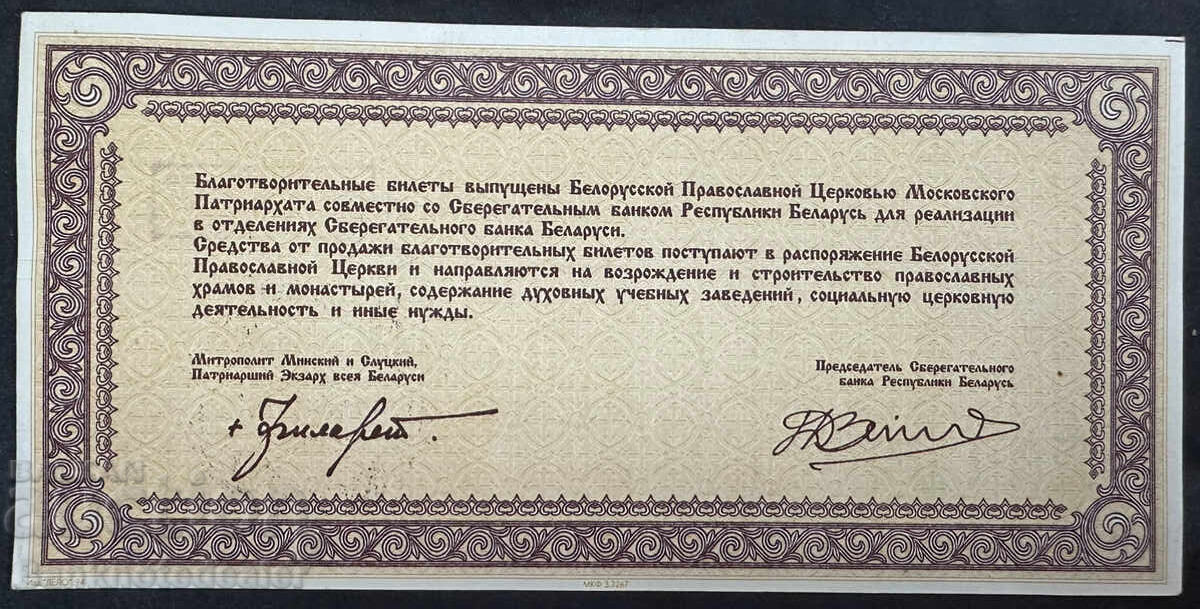 Благотворительные билеты выпущены Белорусской Православной Церковью Московского
Патриархата совместно со Сберегательным банком Республики Беларусь для реализации
в отделениях Сберегательного банка Беларуси.
Средства от продажи благотворительных билетов поступают в распоряжение Белорусской
Православной Церкви и направляются на возрождение и строительство православных
храмов и монастырей, содержание духовных учебных заведений, социальную церковную
деятельность и иные нужды.
Митрополит Минский и Слуцкий,
Патриарший Экзарх всея Беларуси
Председатель Сберегательного
банка Республики Беларусь
+ Филарет.
МКФ 3.3267